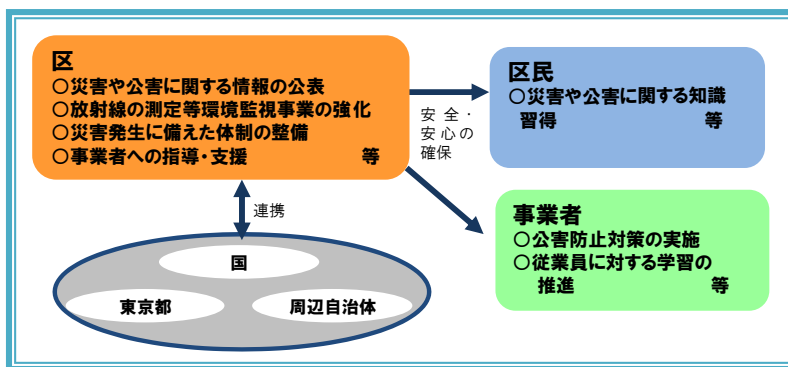 区
○災害や公害に関する情報の公表
○放射線の測定等環境監視事業の強化
○災害発生に備えた体制の整備
○事業者への指導・支援 等
安全・
安心の
確保
区民
○災害や公害に関する知識
習得 等
事業者
○公害防止対策の実施
○従業員に対する学習の
推進 等
連携
国
東京都
周辺自治体